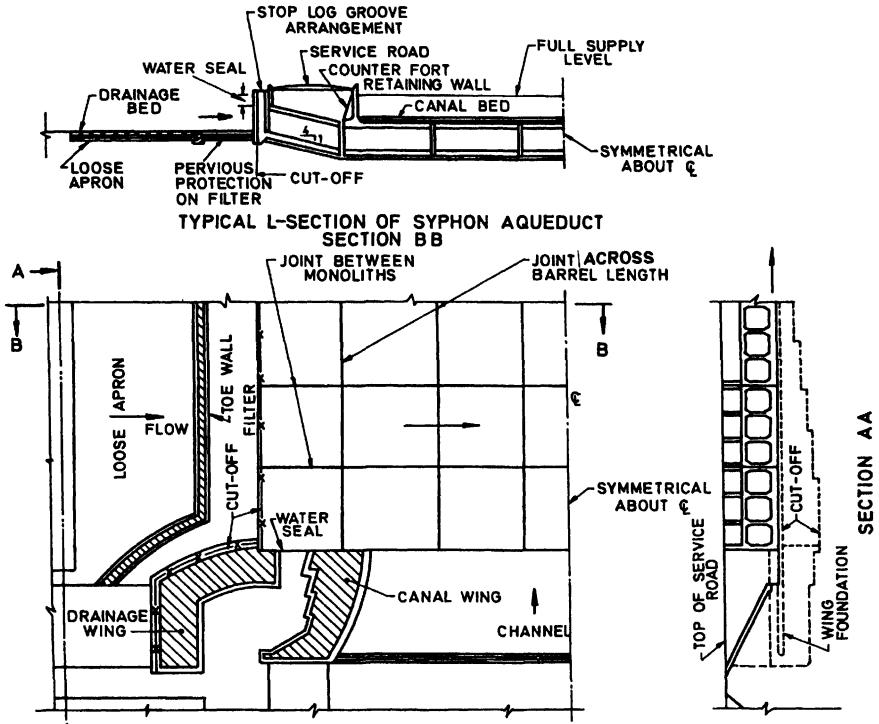 STOP LOG GROOVE
ARRANGEMENT
SERVICE ROAD
COUNTER FORT
RETAINING WALL
FULL SUPPLY
LEVEL
WATER SEAL
CANAL BED
DRAINAGE
BED
SYMMETRICAL
ABOUT ℄
LOOSE
APRON
PERVIOUS
PROTECTION
ON FILTER
CUT-OFF
TYPICAL L-SECTION OF SYPHON AQUEDUCT
SECTION BB
A
JOINT BETWEEN
MONOLITHS
JOINT ACROSS
BARREL LENGTH
B
B
LOOSE APRON
FLOW
TOE WALL
FILTER
CUT-OFF
℄
WATER
SEAL
SYMMETRICAL
ABOUT ℄
DRAINAGE
WING
CANAL WING
CHANNEL
TOP OF SERVICE
ROAD
CUT-OFF
WING
FOUNDATION
SECTION AA